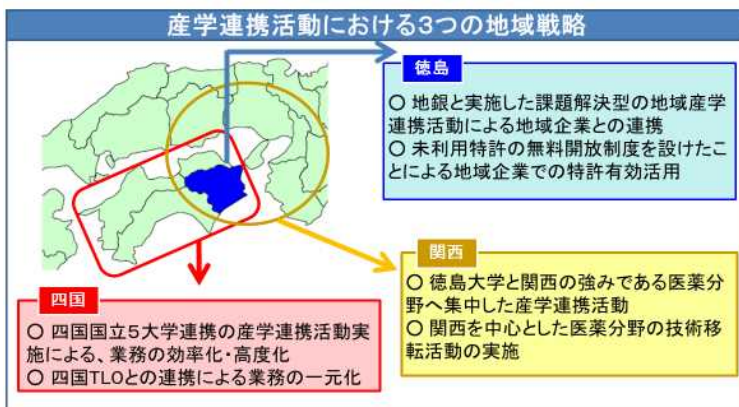 産学連携活動における3つの地域戦略
徳島
○ 地銀と実施した課題解決型の地域産学
連携活動による地域企業との連携
○ 未利用特許の無料開放制度を設けたこ
とによる地域企業での特許有効活用
関西
○ 徳島大学と関西の強みである医薬分
野へ集中した産学連携活動
○ 関西を中心とした医薬分野の技術移
転活動の実施
四国
○ 四国国立5大学連携の産学連携活動実
施による、業務の効率化・高度化
○ 四国TLOとの連携による業務の一元化